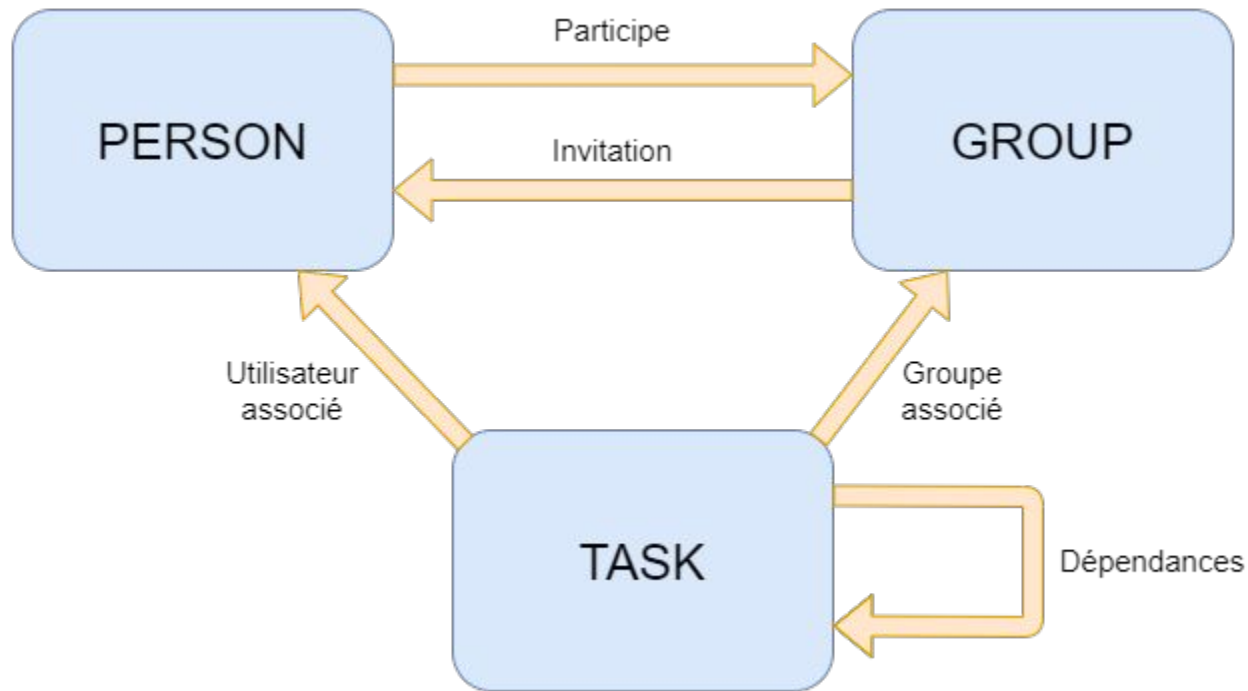 Participe
PERSON
GROUP
Invitation
Utilisateur
associé
Groupe
associé
TASK
Dépendances